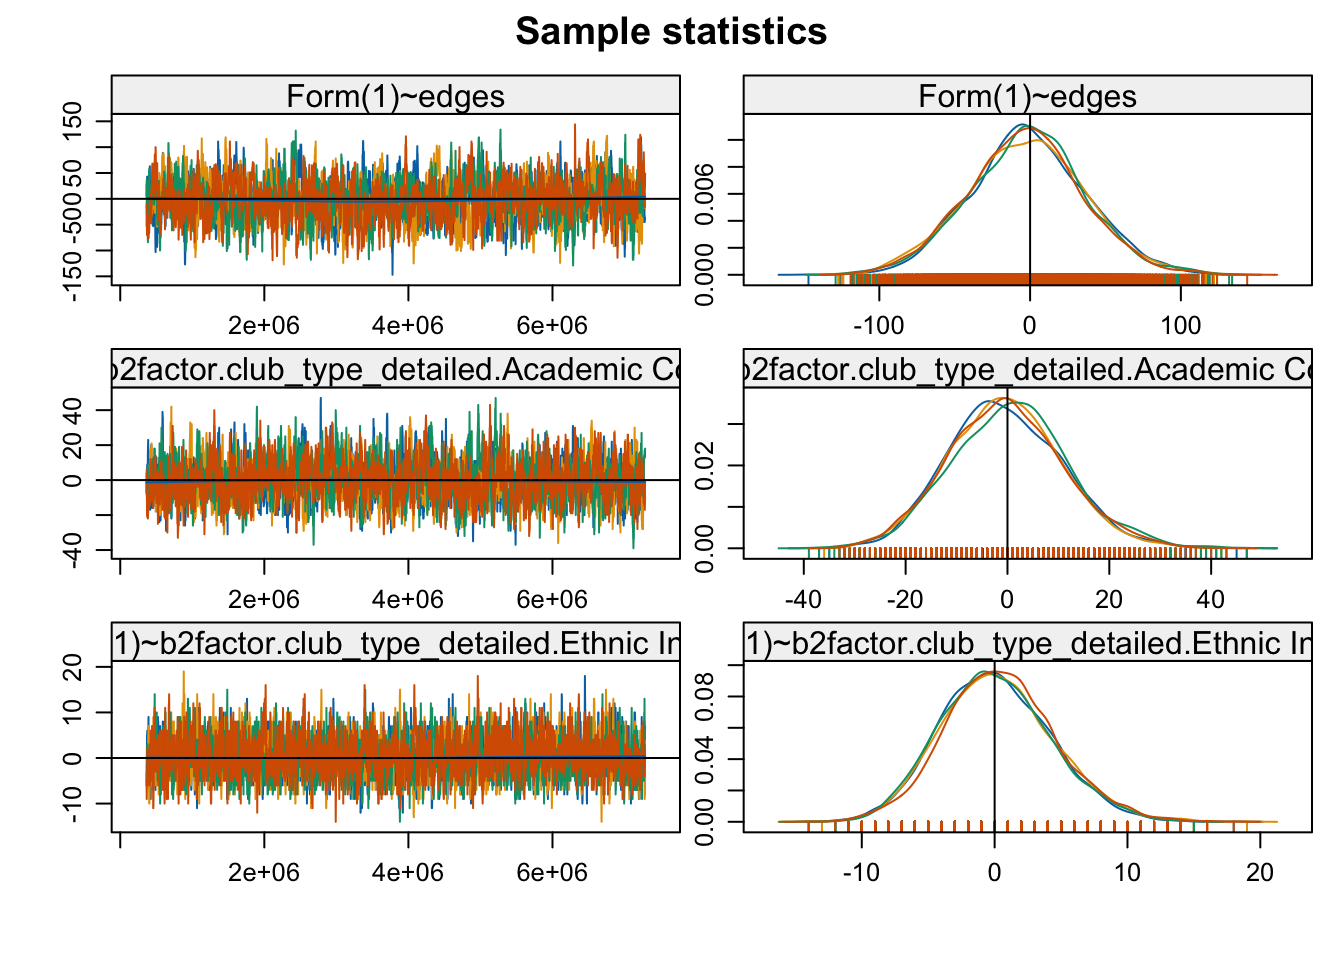 Sample statistics
Form(1)~edges
Form(1)~edges
150
50
0
-50
-150
2e+06 4e+06 6e+06
0.006
0.000
-100 0 100
b2factor.club_type_detailed.Academic Co
b2factor.club_type_detailed.Academic Co
40
20
0
-40
2e+06 4e+06 6e+06
0.02
0.00
-40 -20 0 20 40
1)~b2factor.club_type_detailed.Ethnic In
1)~b2factor.club_type_detailed.Ethnic In
20
10
0
-10
2e+06 4e+06 6e+06
0.08
0.04
0.00
-10 0 10 20